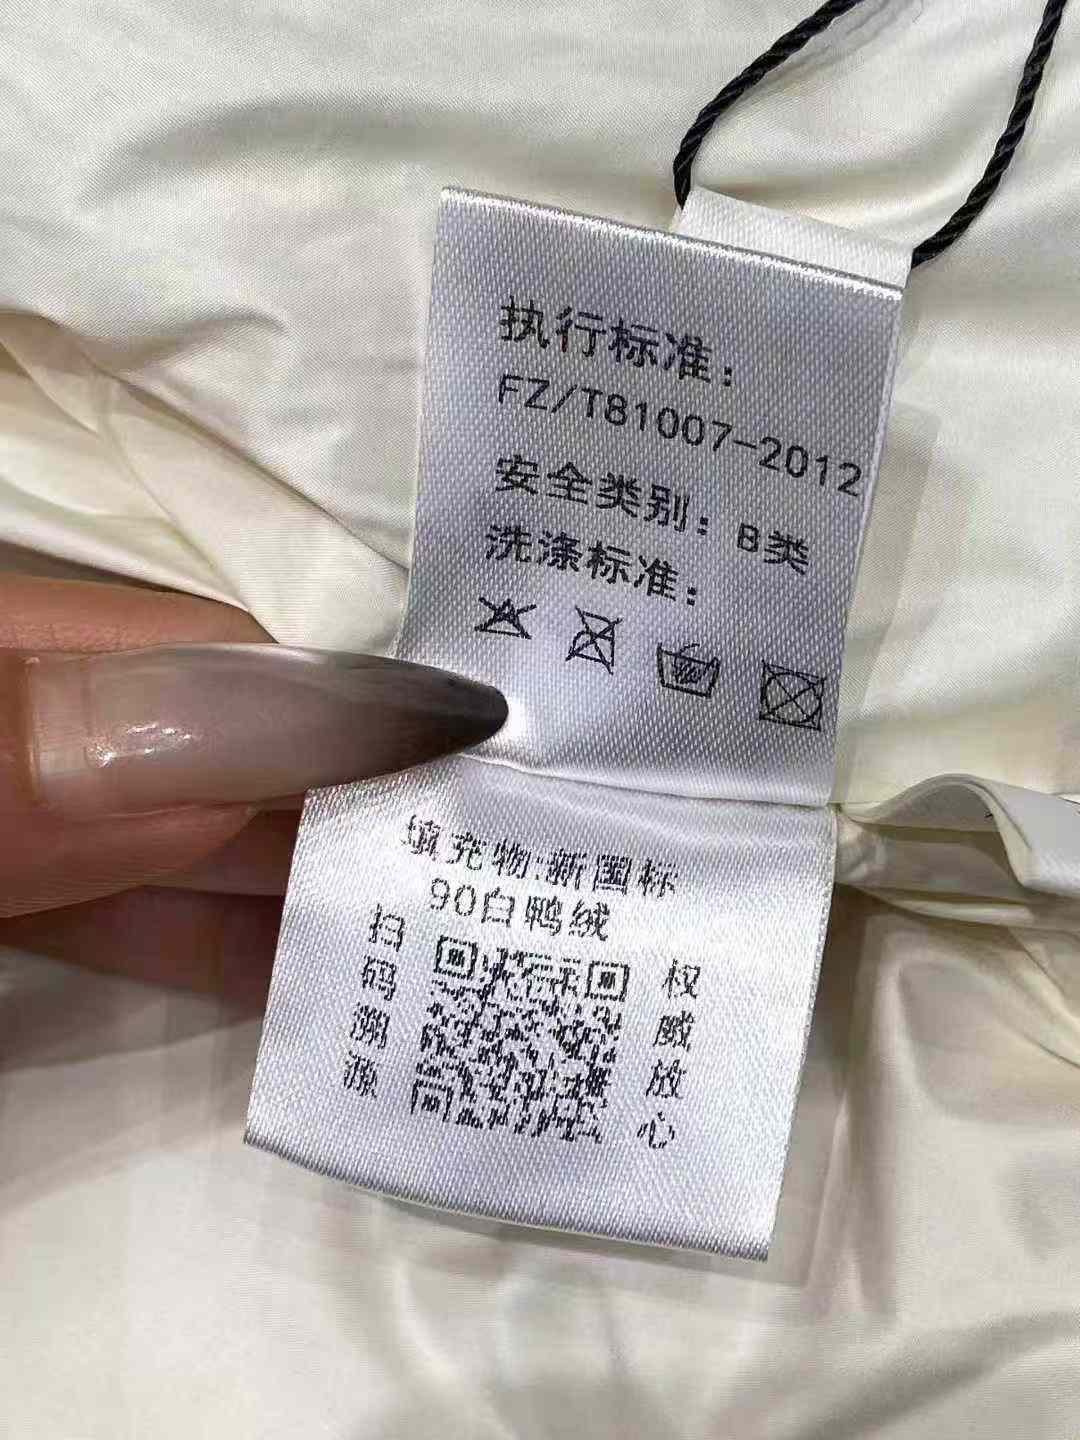 执行标准：
FZ/T81007-2012
安全类别：B类
洗涤标准：
填充物:新国标
90白鸭绒
扫码溯源
权威放心